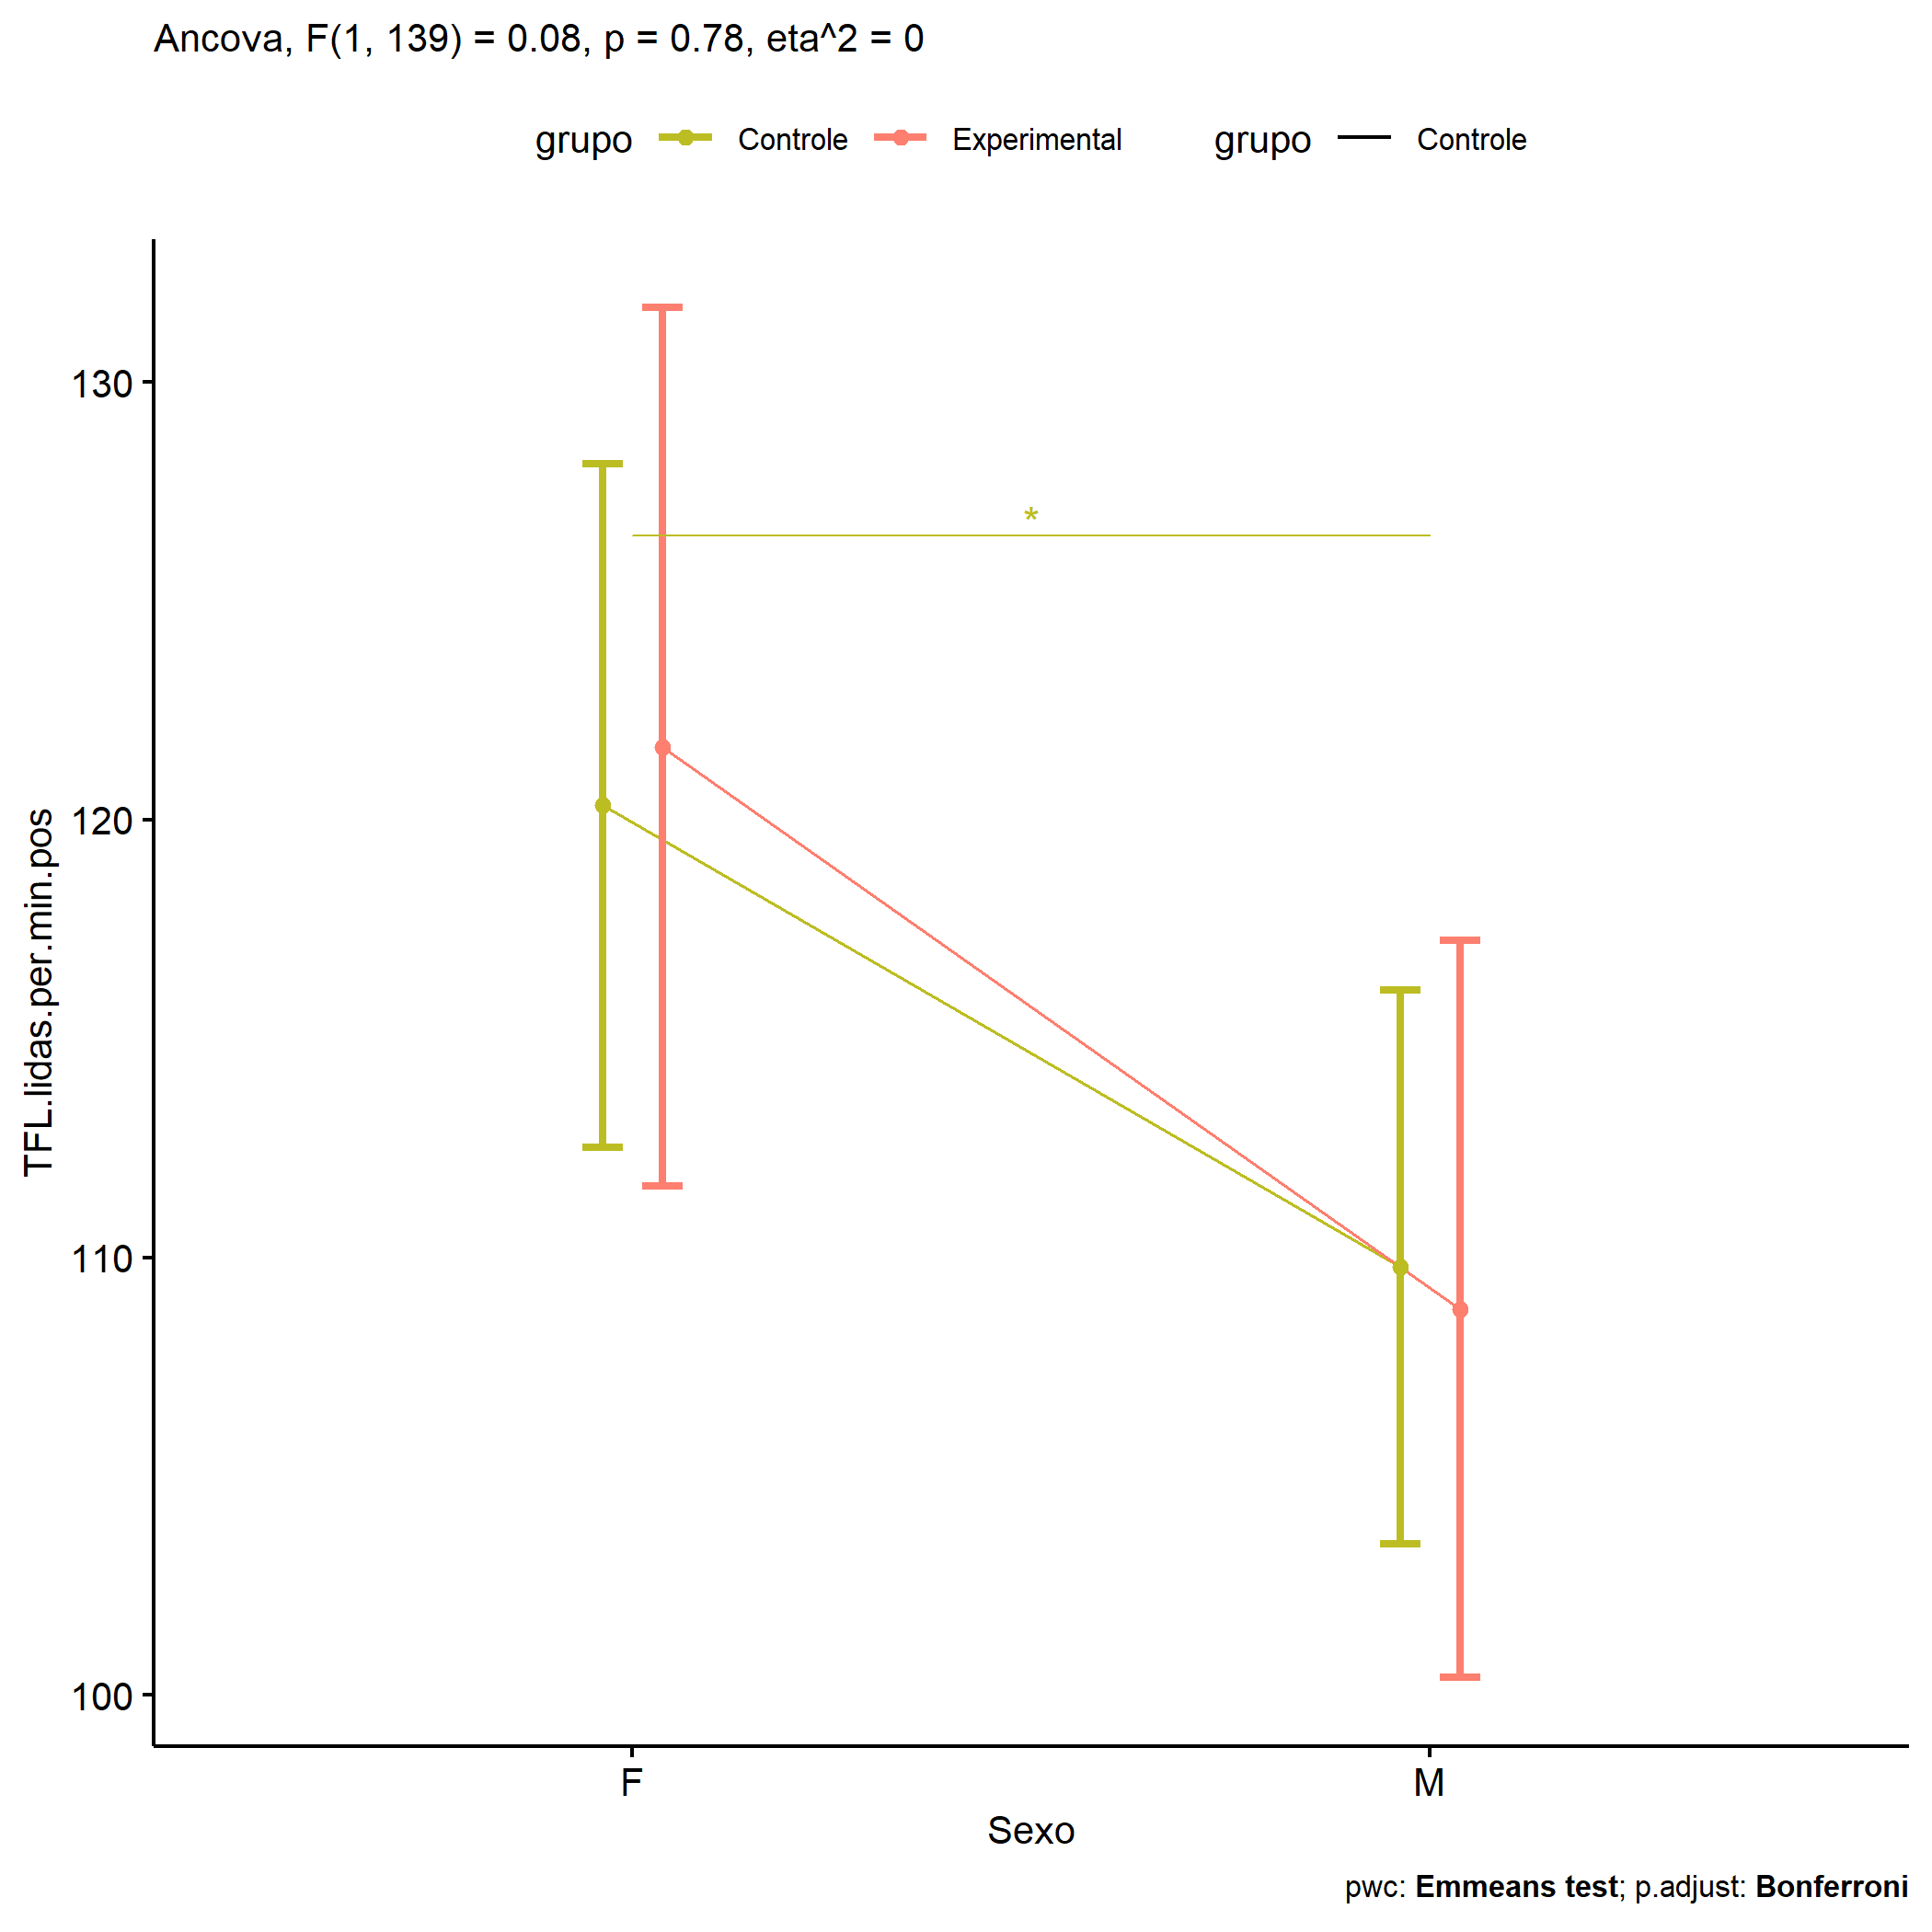 Ancova, F(1, 139) = 0.08, p = 0.78, eta^2 = 0
grupo Controle Experimental grupo Controle
*
130
120
110
100
TFL.lidas.per.min.pos
F M
Sexo
pwc: Emmeans test; p.adjust: Bonferroni